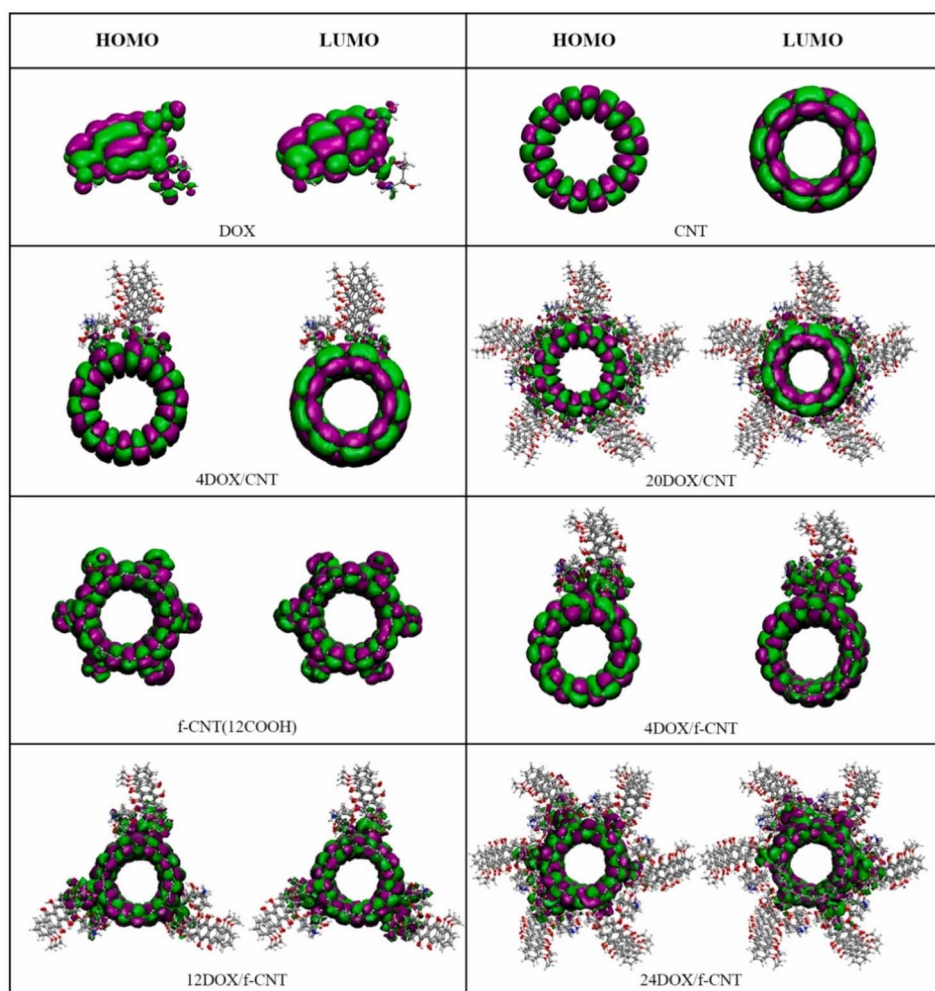 HOMO LUMO HOMO LUMO
DOX CNT
4DOX/CNT 20DOX/CNT
f-CNT(12COOH) 4DOX/f-CNT
12DOX/f-CNT 24DOX/f-CNT